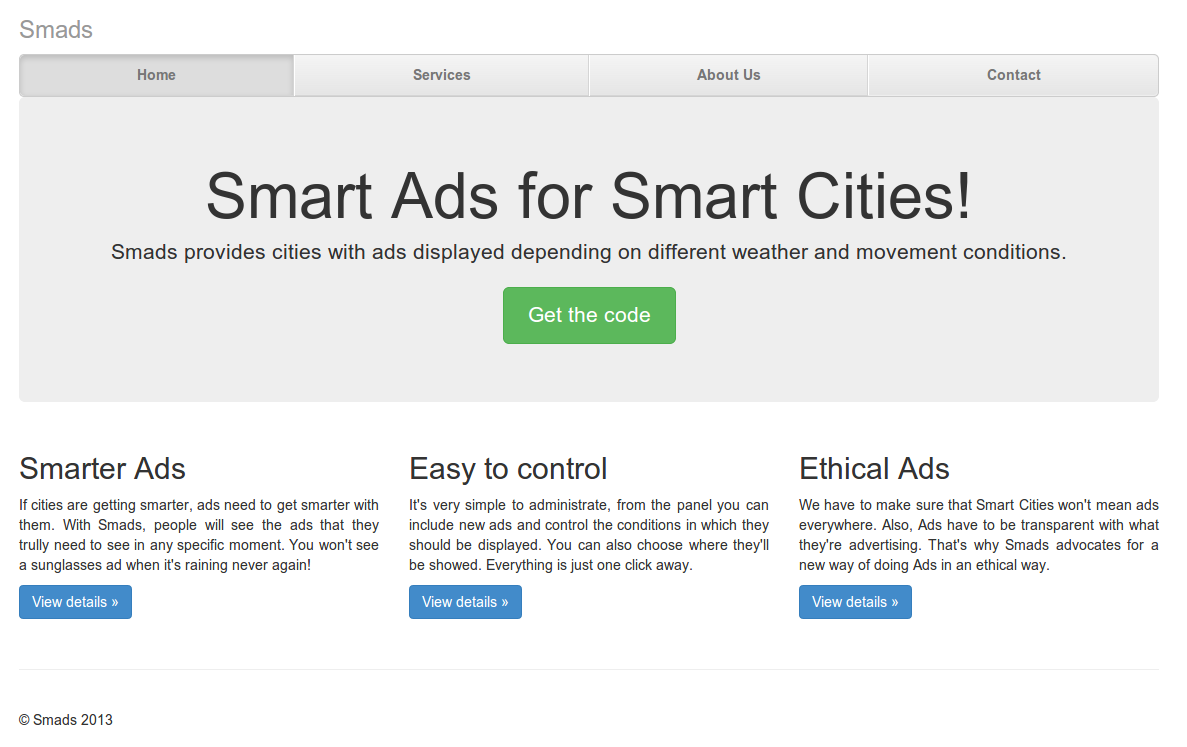 Smads
Home Services About Us Contact
Smart Ads for Smart Cities!
Smads provides cities with ads displayed depending on different weather and movement conditions.
Get the code
Smarter Ads
If cities are getting smarter, ads need to get smarter with
them. With Smads, people will see the ads that they
trully need to see in any specific moment. You won't see
a sunglasses ad when it's raining never again!
View details »
Easy to control
It's very simple to administrate, from the panel you can
include new ads and control the conditions in which they
should be displayed. You can also choose where they'll
be showed. Everything is just one click away.
View details »
Ethical Ads
We have to make sure that Smart Cities won't mean ads
everywhere. Also, Ads have to be transparent with what
they're advertising. That's why Smads advocates for a
new way of doing Ads in an ethical way.
View details »
© Smads 2013